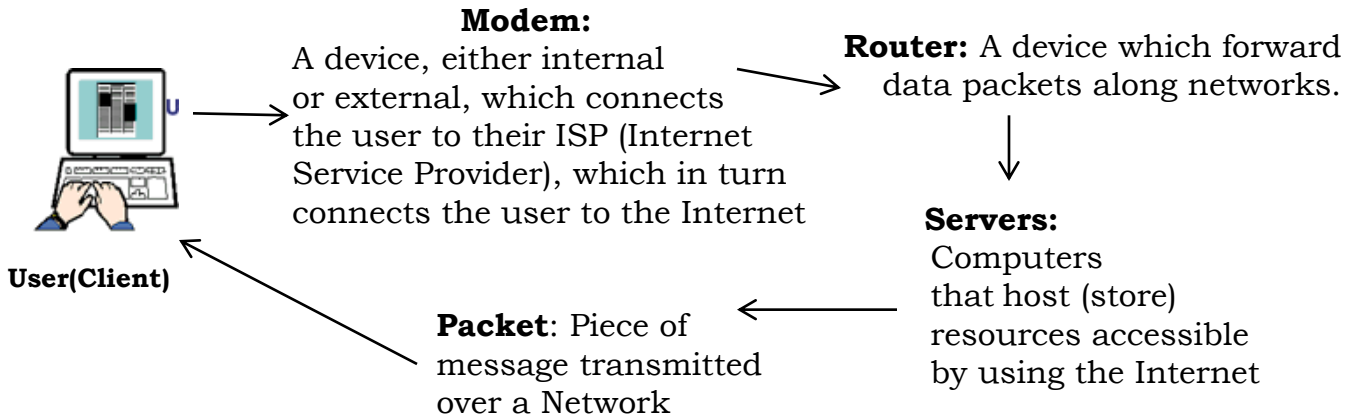 Modem:
A device, either internal
or external, which connects
the user to their ISP (Internet
Service Provider), which in turn
connects the user to the Internet
Router: A device which forward
data packets along networks.
U
User(Client)
Servers:
Computers
that host (store)
resources accessible
by using the Internet
Packet: Piece of
message transmitted
over a Network